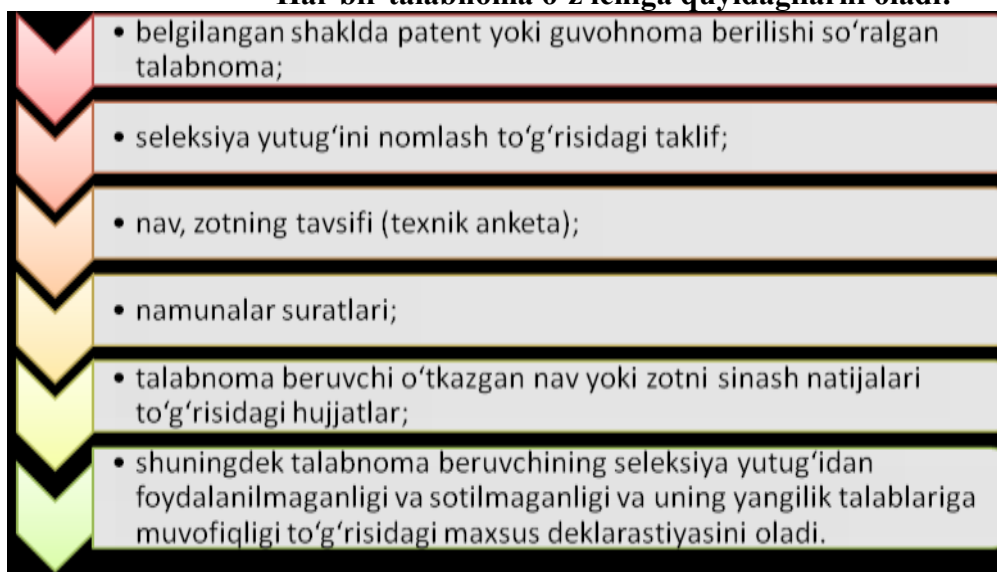 Har bir talabnoma o‘z ichiga quyidagilarni oladi:
• belgilangan shaklda patent yoki guvohnoma berilishi so‘ralgan
talabnoma;
• seleksiya yutug‘ini nomlash to‘g‘risidagi taklif;
• nav, zotning tavsifi (texnik anketa);
• namunalar suratlari;
• talabnoma beruvchi o‘tkazgan nav yoki zotni sinash natijalari
to‘g‘risidagi hujjatlar;
• shuningdek talabnoma beruvchining seleksiya yutug‘idan
foydalanilmaganligi va sotilmaganligi va uning yangilik talablariga
muvofiqligi to‘g‘risidagi maxsus deklarastiyasini oladi.